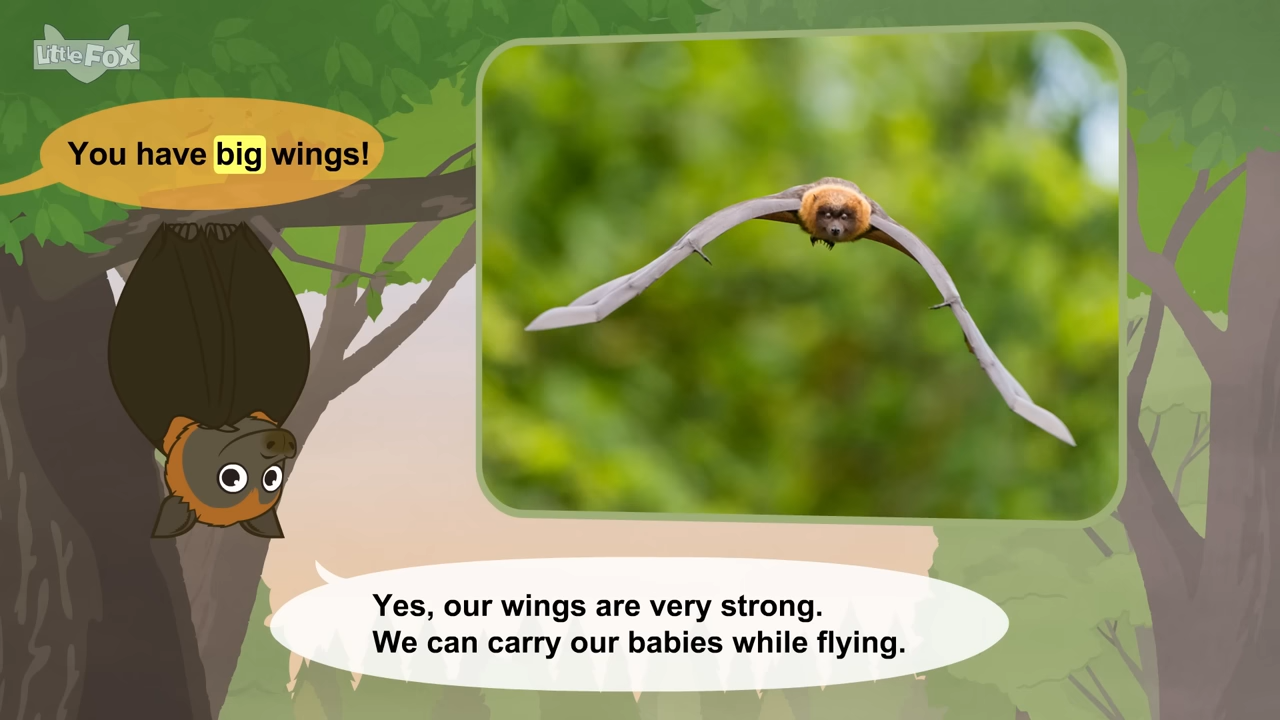 Little Fox
You have big wings!
Yes, our wings are very strong.
We can carry our babies while flying.